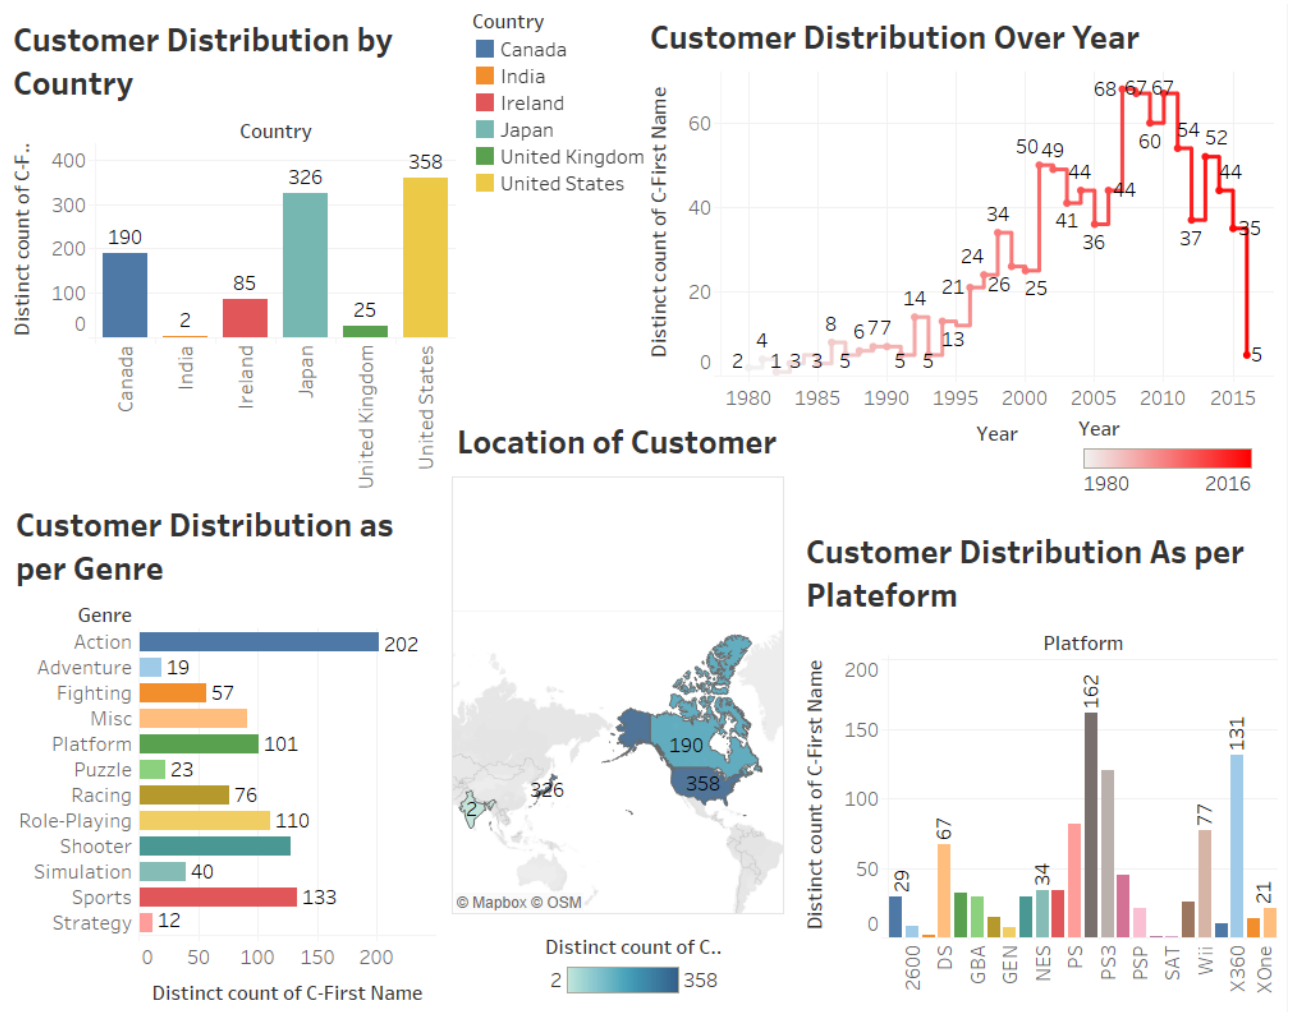 Customer Distribution by
Country
Country
Distinct count of C-F..
400
300
200
100
0
190
2
85
326
25
358
Canada
India
Ireland
Japan
United Kingdom
United States
Country
Canada
India
Ireland
Japan
United Kingdom
United States
Customer Distribution Over Year
Distinct count of C-First Name
60
40
20
0
2
4
1
3
3
8
5
6
7
7
5
14
5
13
21
24
34
26
25
50
49
41
44
36
44
68
67
60
67
54
37
52
44
35
5
1980
1985
1990
1995
2000
2005
2010
2015
Year
Year
1980
2016
Customer Distribution as
per Genre
Genre
Action
202
Adventure
19
Fighting
57
Misc
Platform
101
Puzzle
23
Racing
76
Role-Playing
110
Shooter
Simulation
40
Sports
133
Strategy
12
0
50
100
150
200
Distinct count of C-First Name
Location of Customer
190
358
326
2
© Mapbox © OSM
Distinct count of C..
2
358
Customer Distribution As per
Plateform
Platform
Distinct count of C-First Name
200
150
100
50
0
29
67
34
162
77
131
21
2600
DS
GBA
GEN
NES
PS
PS3
PSP
SAT
Wii
X360
XOne